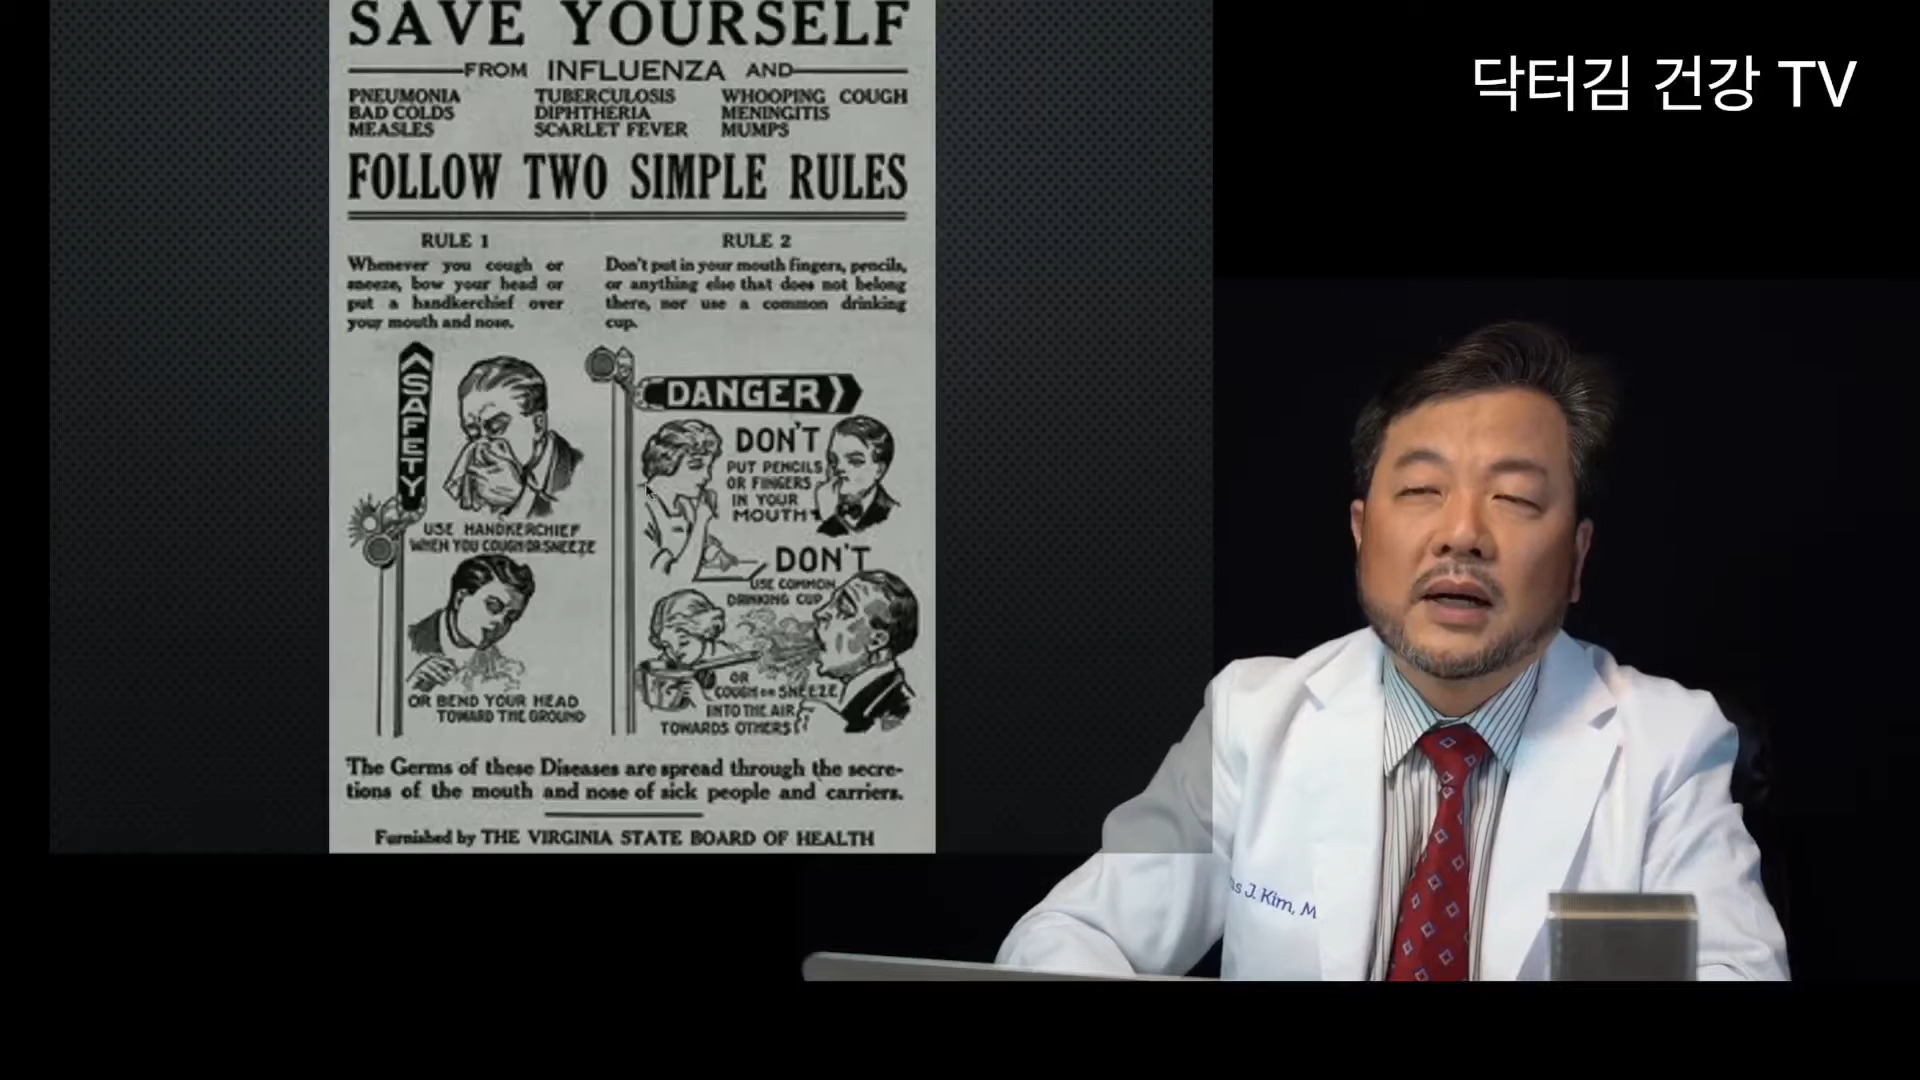 SAVE YOURSELF
FROM INFLUENZA AND
PNEUMONIA TUBERCULOSIS WHOOPING COUGH
BAD COLDS DIPHTHERIA MENINGITIS
MEASLES SCARLET FEVER MUMPS
FOLLOW TWO SIMPLE RULES
RULE 1
Whenever you cough or
sneeze, bow your head or
put a handkerchief over
your mouth and nose.
RULE 2
Don't put in your mouth fingers, pencils,
or anything else that does not belong
there, nor use a common drinking
cup.
SAFETY
USE HANDKERCHIEF
WHEN YOU COUGH OR SNEEZE
OR BEND YOUR HEAD
TOWARD THE GROUND
DANGER
DON'T
PUT PENCILS
OR FINGERS
IN YOUR
MOUTH
DON'T
USE COMMON
DRINKING CUP
OR
COUGH OR SNEEZE
INTO THE AIR
TOWARDS OTHERS
The Germs of these Diseases are spread through the secre-
tions of the mouth and nose of sick people and carriers.
Furnished by THE VIRGINIA STATE BOARD OF HEALTH
닥터김 건강 TV
as J. Kim, M